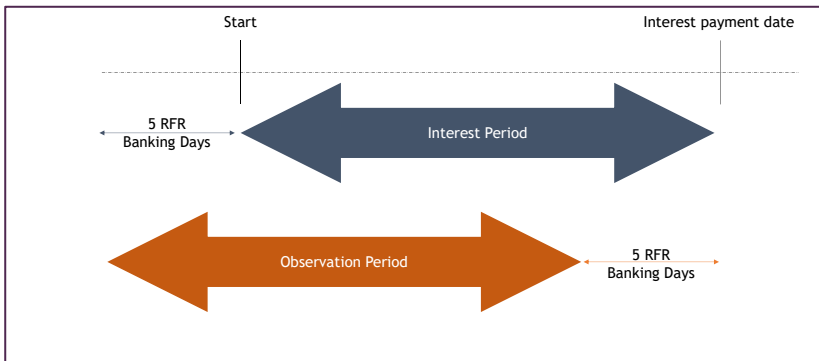 Start
Interest payment date
5 RFR
Banking Days
Interest Period
Observation Period
5 RFR
Banking Days